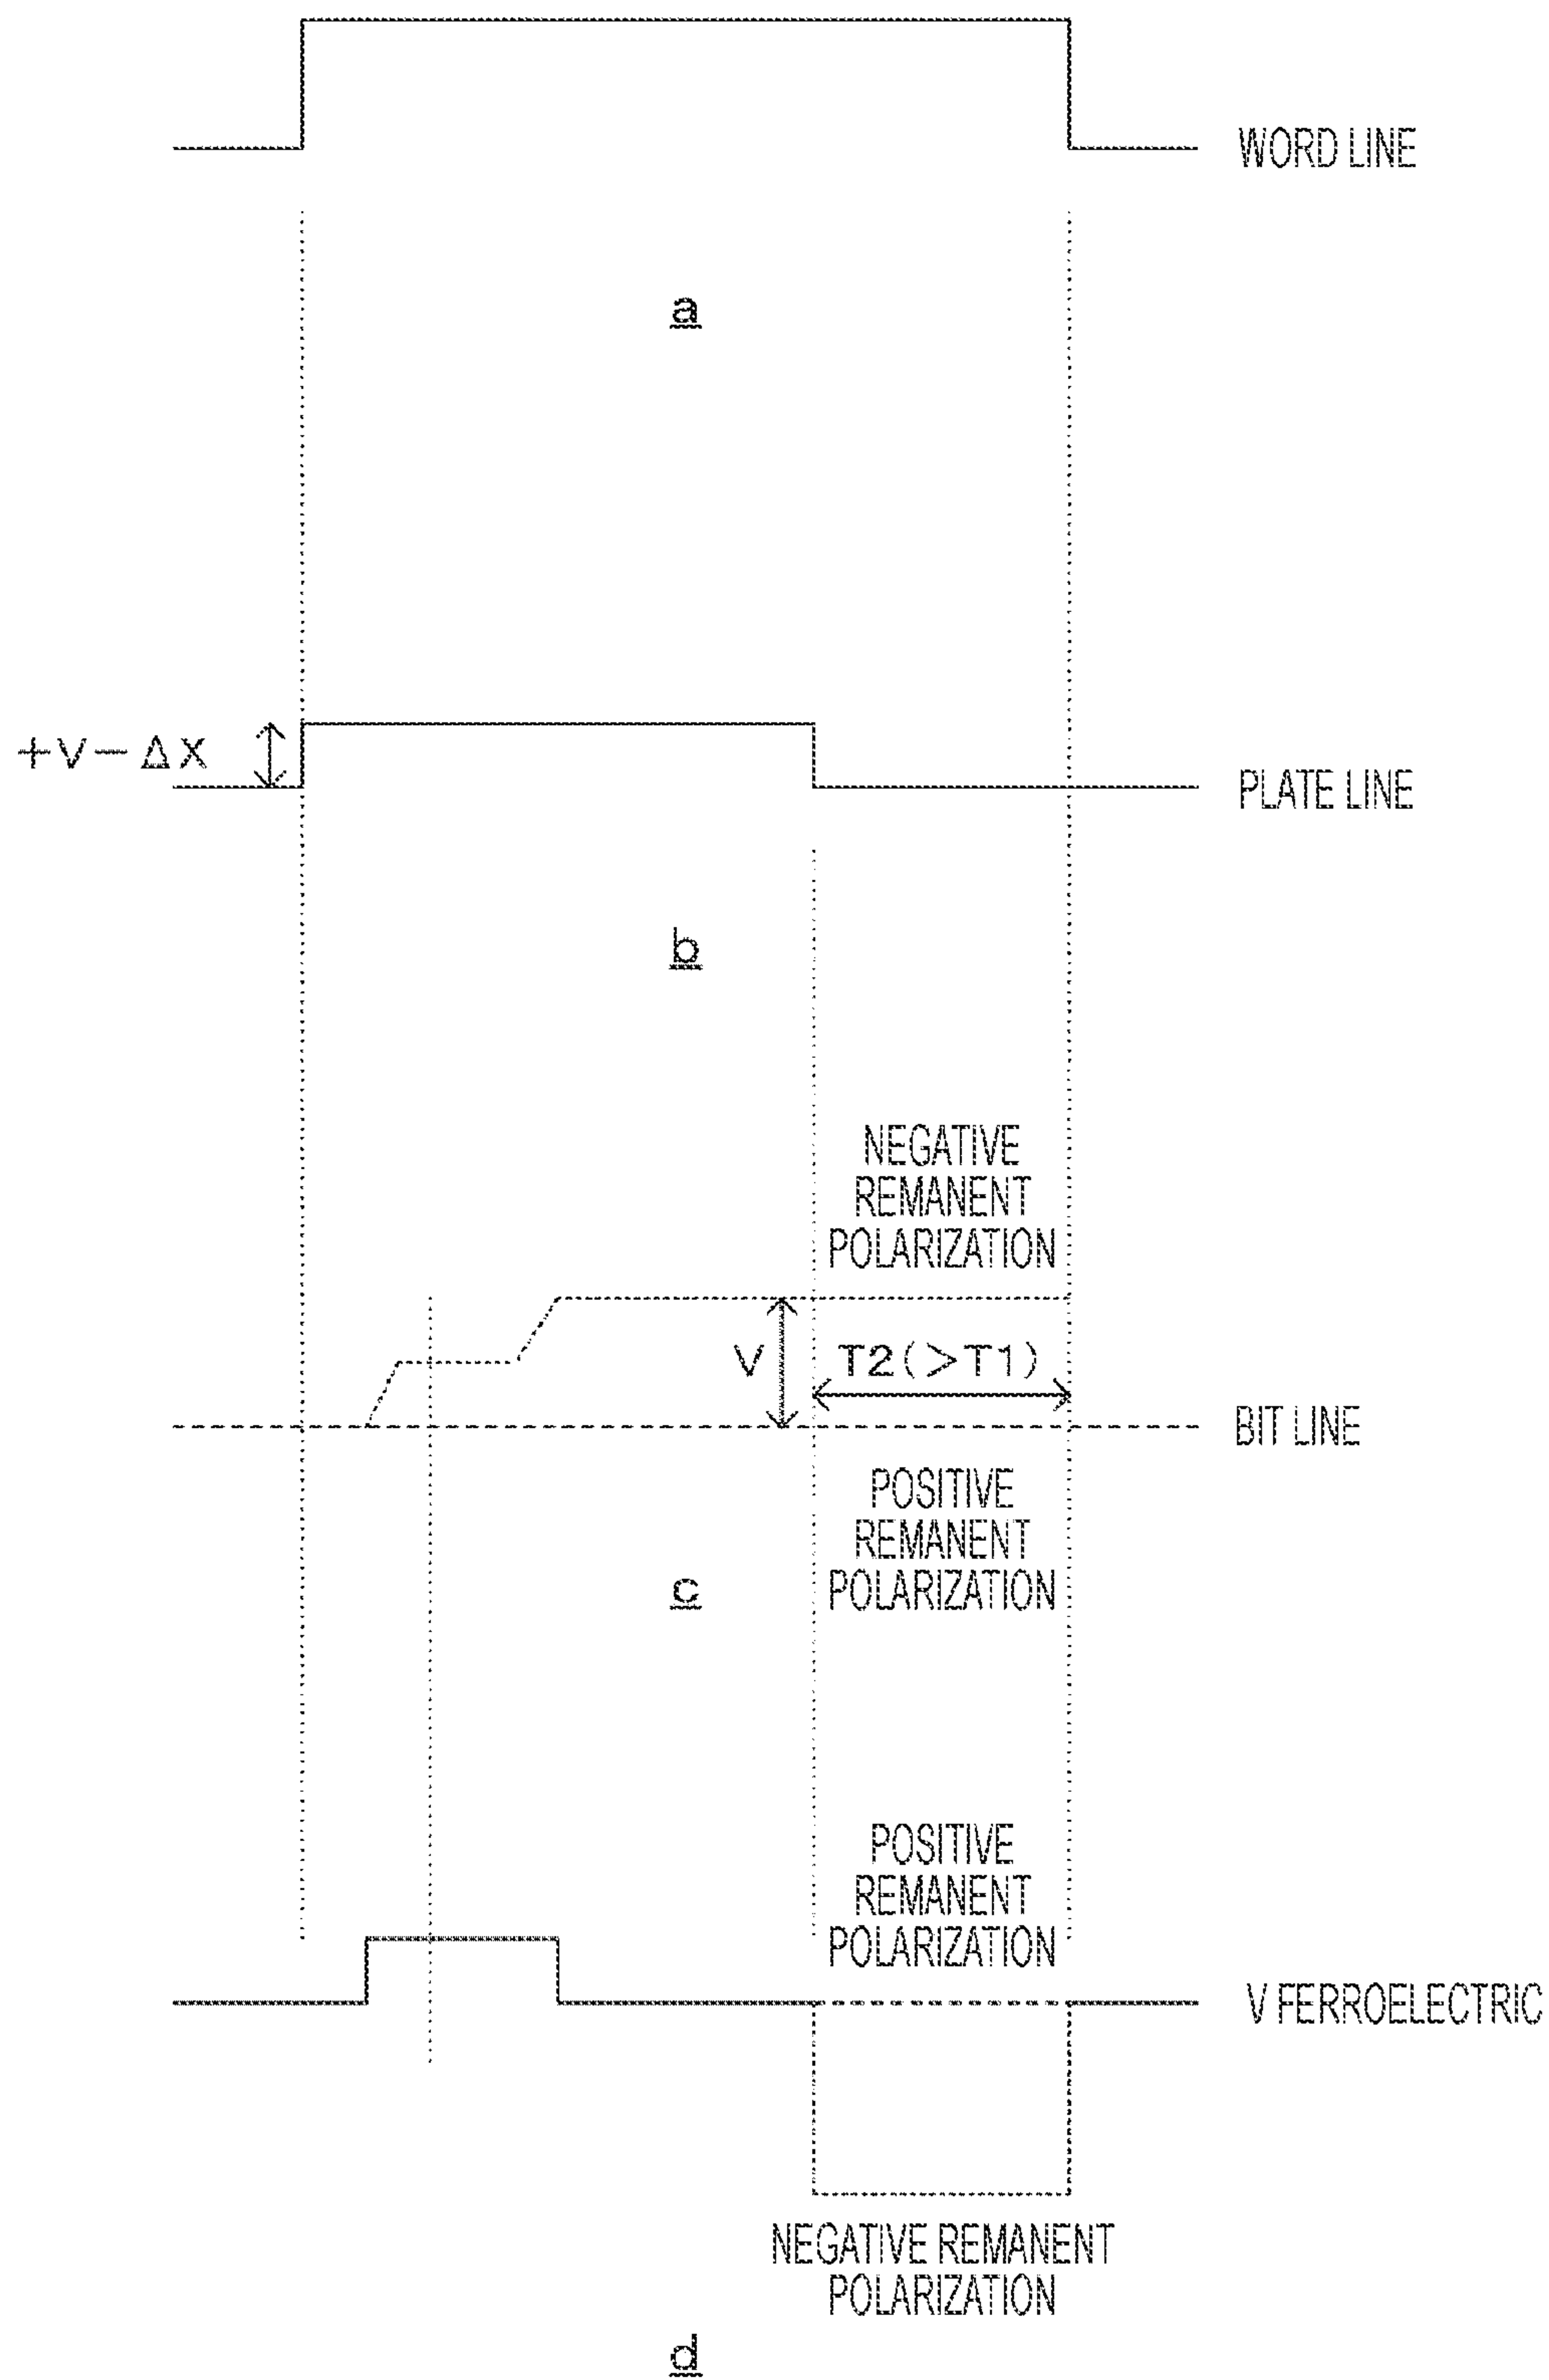 WORD LINE
a
+V−ΔX
PLATE LINE
b
NEGATIVE
REMANENT
POLARIZATION
V
T2(>T1)
BIT LINE
POSITIVE
REMANENT
POLARIZATION
c
POSITIVE
REMANENT
POLARIZATION
V FERROELECTRIC
NEGATIVE REMANENT
POLARIZATION
d